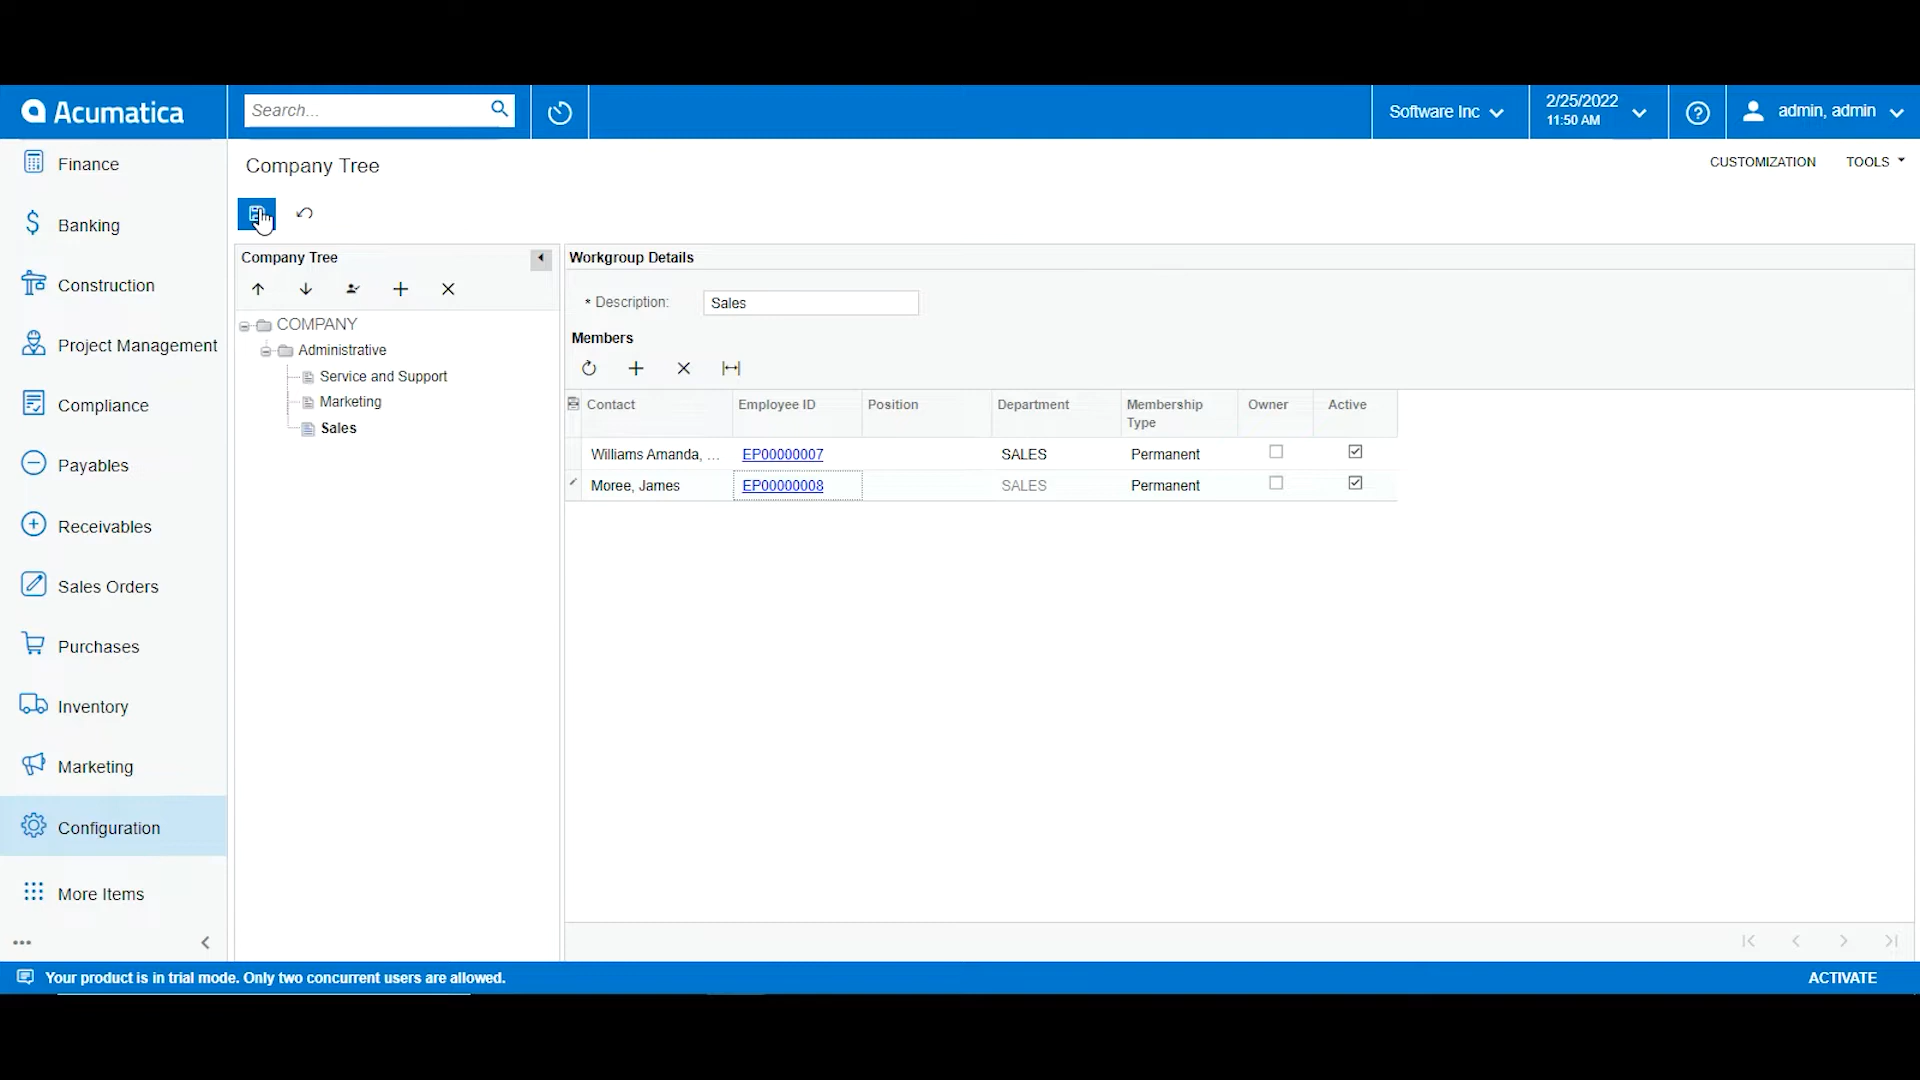 Acumatica
Search...
Software Inc
2/25/2022
11:50 AM
admin, admin
Finance
Banking
Construction
Project Management
Compliance
Payables
Receivables
Sales Orders
Purchases
Inventory
Marketing
Configuration
More Items
Company Tree
CUSTOMIZATION
TOOLS
Company Tree
COMPANY
Administrative
Service and Support
Marketing
Sales
Workgroup Details
* Description: Sales
Members
Contact Employee ID Position Department Membership Type Owner Active
Williams Amanda, ... EP00000007 SALES Permanent
Moree, James EP00000008 SALES Permanent
Your product is in trial mode. Only two concurrent users are allowed.
ACTIVATE